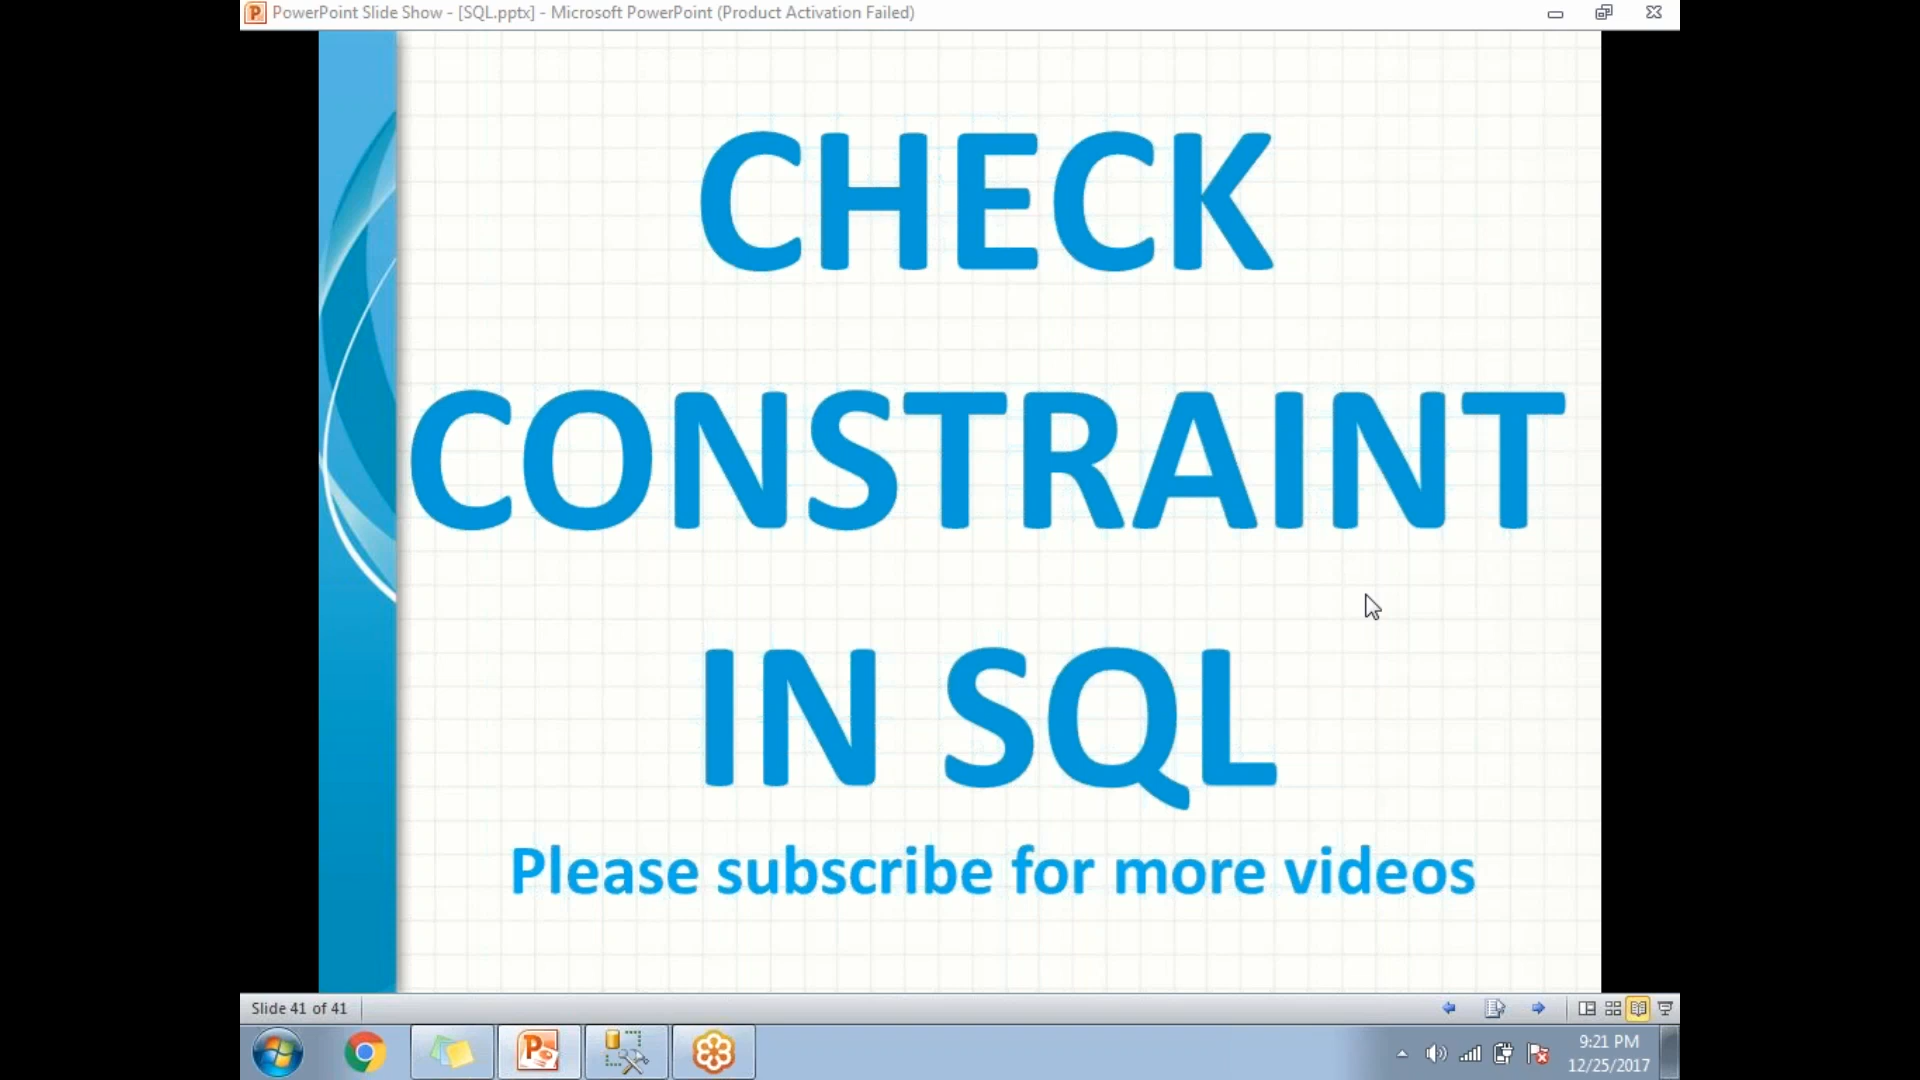 PowerPoint Slide Show - [SQL.pptx] - Microsoft PowerPoint (Product Activation Failed)
CHECK
CONSTRAINT
IN SQL
Please subscribe for more videos
Slide 41 of 41
9:21 PM
12/25/2017